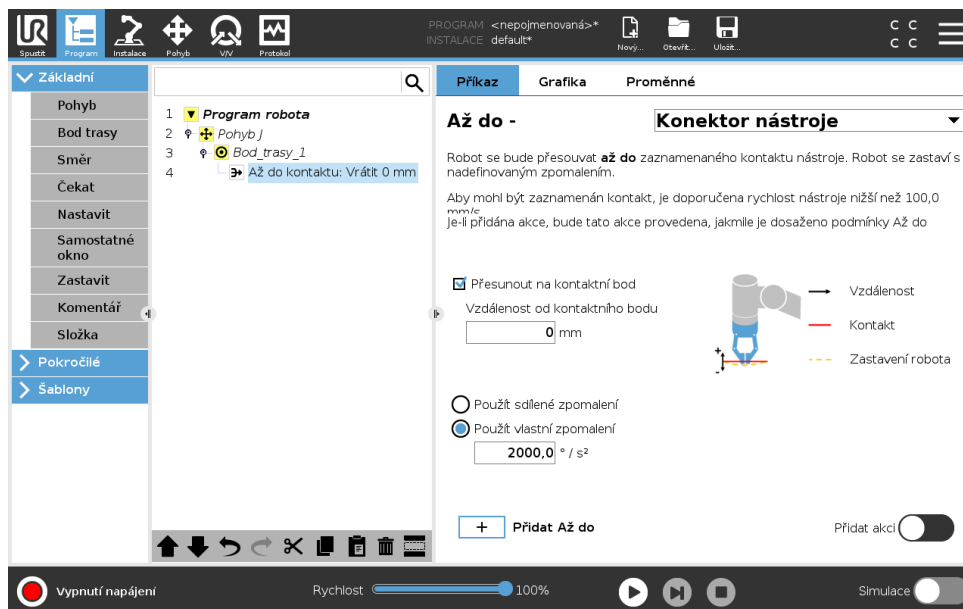 PROGRAM <nepojmenovaná>*
INSTALACE default*
Spustit
Program
Instalace
Pohyb
V/V
Protokol
Nový...
Otevřít...
Uložit...
C C
C C
Základní
Pohyb
Bod trasy
Směr
Čekat
Nastavit
Samostatné
okno
Zastavit
Komentář
Složka
Pokročilé
Šablony
1 Program robota
2 Pohyb J
3 Bod_trasy_1
4 Až do kontaktu: Vrátit 0 mm
Příkaz
Grafika
Proměnné
Až do -
Konektor nástroje
Robot se bude přesouvat až do zaznamenaného kontaktu nástroje. Robot se zastaví s
nadefinovaným zpomalením.
Aby mohl být zaznamenán kontakt, je doporučena rychlost nástroje nižší než 100,0
mm/s
Je-li přidána akce, bude tato akce provedena, jakmile je dosaženo podmínky Až do
Přesunout na kontaktní bod
Vzdálenost od kontaktního bodu
0 mm
Vzdálenost
Kontakt
Zastavení robota
+
-
Použít sdílené zpomalení
Použít vlastní zpomalení
2000,0 ° / s²
+ Přidat Až do
Přidat akci
Vypnutí napájení
Rychlost
100%
Simulace